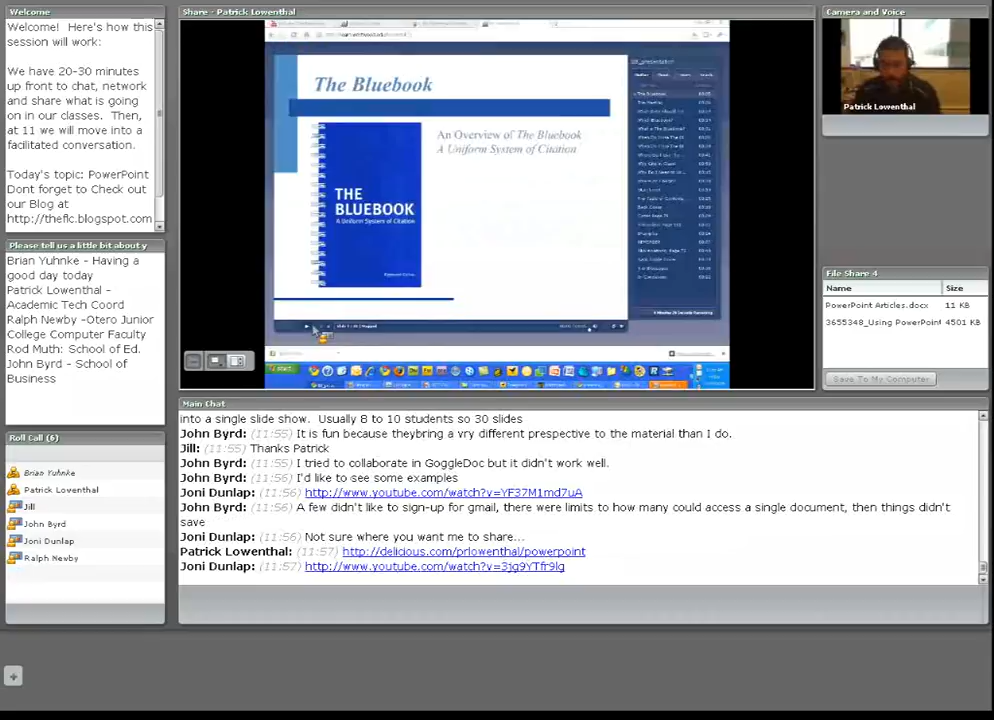 Welcome
Welcome! Here's how this
session will work:
We have 20-30 minutes
up front to chat, network
and share what is going
on in our classes. Then,
at 11 we will move into a
facilitated conversation.
Today's topic: PowerPoint
Dont forget to Check out
our Blog at
http://theflc.blogspot.com
Please tell us a little bit about y
Brian Yuhnke - Having a
good day today
Patrick Lowenthal -
Academic Tech Coord
Ralph Newby -Otero Junior
College Computer Faculty
Rod Muth: School of Ed.
John Byrd - School of
Business
Roll Call (6)
Brian Yuhnke
Patrick Lowenthal
Jill
John Byrd
Joni Dunlap
Ralph Newby
Share - Patrick Lowenthal
The Bluebook
An Overview of The Bluebook
A Uniform System of Citation
THE
BLUEBOOK
A Uniform System of Citation
Camera and Voice
Patrick Lowenthal
File Share 4
Name Size
PowerPoint Articles.docx 11 KB
3655348_Using PowerPoint 4501 KB
Save To My Computer
Main Chat
into a single slide show. Usually 8 to 10 students so 30 slides
John Byrd: (11:55) It is fun because theybring a vry different prespective to the material than I do.
Jill: (11:55) Thanks Patrick
John Byrd: (11:55) I tried to collaborate in GoggleDoc but it didn't work well.
John Byrd: (11:56) I'd like to see some examples
Joni Dunlap: (11:56) http://www.youtube.com/watch?v=YF37M1md7uA
John Byrd: (11:56) A few didn't like to sign-up for gmail, there were limits to how many could access a single document, then things didn't
save
Joni Dunlap: (11:56) Not sure where you want me to share...
Patrick Lowenthal: (11:57) http://delicious.com/prlowenthal/powerpoint
Joni Dunlap: (11:57) http://www.youtube.com/watch?v=3jg9YTfr9lg